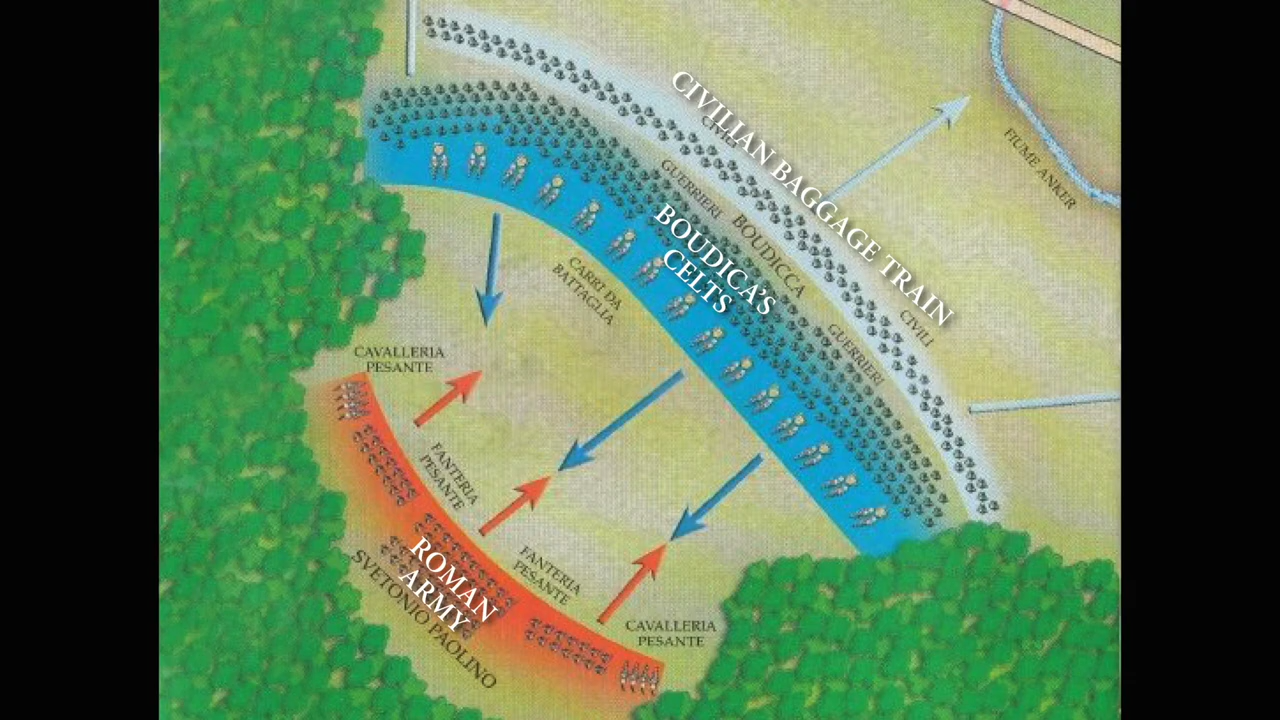 CIVILIAN BAGGAGE TRAIN
CIVILI
FIUME ANKER
GUERRIERI
BOUDICCA
BOUDICA'S
CELTS
CARRI DA
BATTAGLIA
CIVILI
GUERRIERI
CAVALLERIA
PESANTE
FANTERIA
PESANTE
FANTERIA
PESANTE
ROMAN
ARMY
SVETONIO PAOLINO
CAVALLERIA
PESANTE